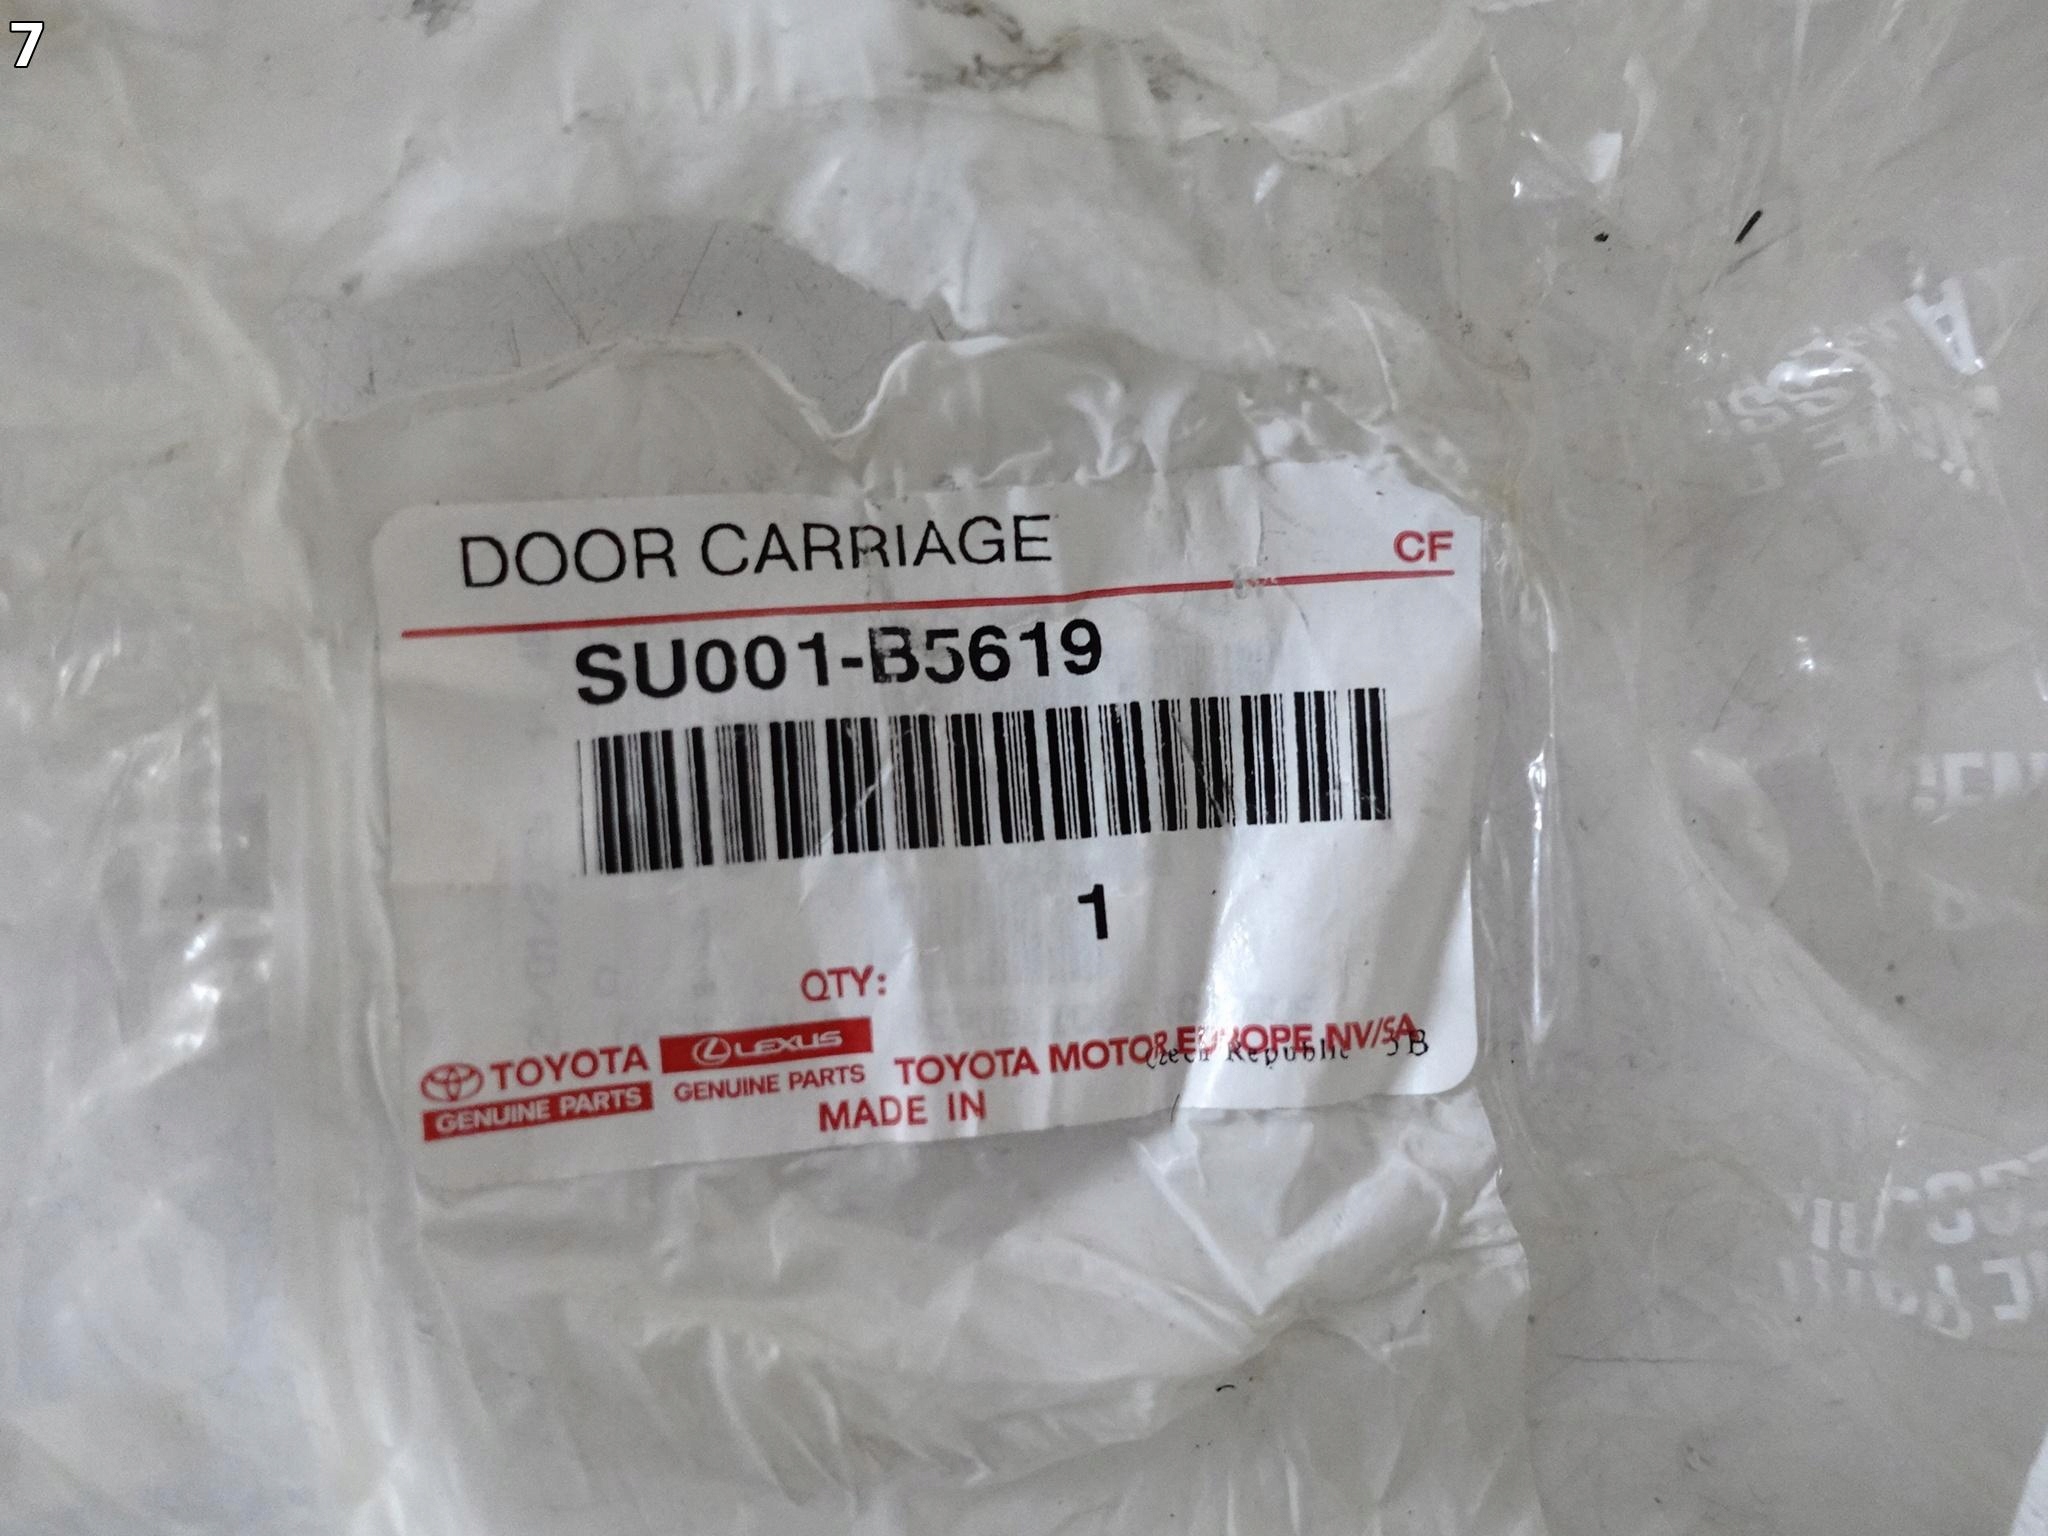 7
DOOR CARRIAGE CF
SU001-B5619
1
QTY:
TOYOTA
GENUINE PARTS
LEXUS
GENUINE PARTS
TOYOTA MOTOR EUROPE NV/SA
Czech Republic 5B
MADE IN